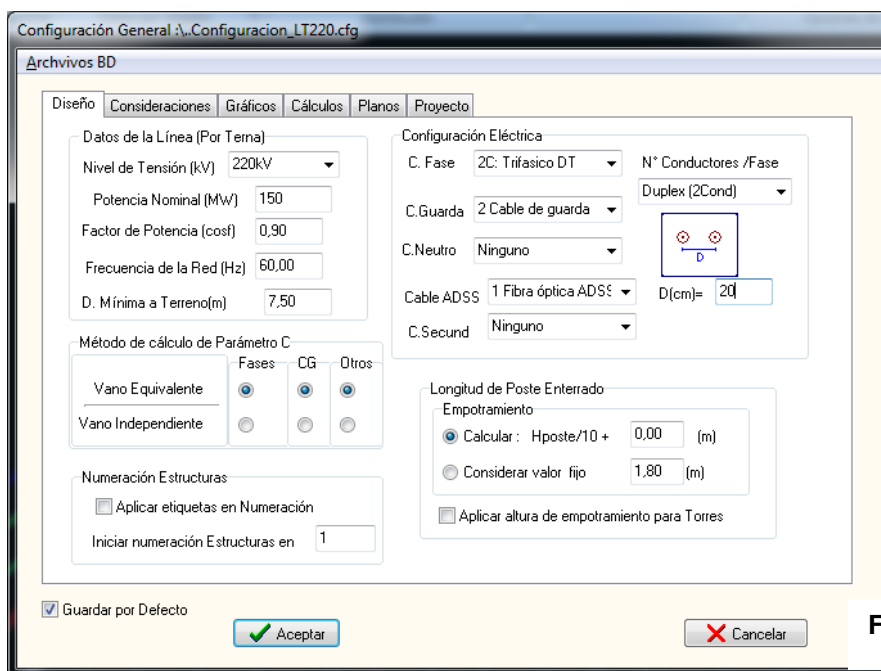 Configuración General :\..Configuracion_LT220.cfg
Archivos BD
Diseño Consideraciones Gráficos Cálculos Planos Proyecto
Datos de la Línea (Por Terna)
Nivel de Tensión (kV) 220kV
Potencia Nominal (MW) 150
Factor de Potencia (cosf) 0,90
Frecuencia de la Red (Hz) 60,00
D. Mínima a Terreno(m) 7,50
Método de cálculo de Parámetro C
Fases CG Otros
Vano Equivalente
Vano Independiente
Numeración Estructuras
Aplicar etiquetas en Numeración
Iniciar numeración Estructuras en 1
Configuración Eléctrica
C. Fase 2C: Trifasico DT
C.Guarda 2 Cable de guarda
C.Neutro Ninguno
Cable ADSS 1 Fibra óptica ADSS
C.Secund Ninguno
N° Conductores /Fase
Duplex (2Cond)
D
D(cm)= 20
Longitud de Poste Enterrado
Empotramiento
Calcular : Hposte/10 + 0,00 (m)
Considerar valor fijo 1,80 (m)
Aplicar altura de empotramiento para Torres
Guardar por Defecto
Aceptar
Cancelar
F